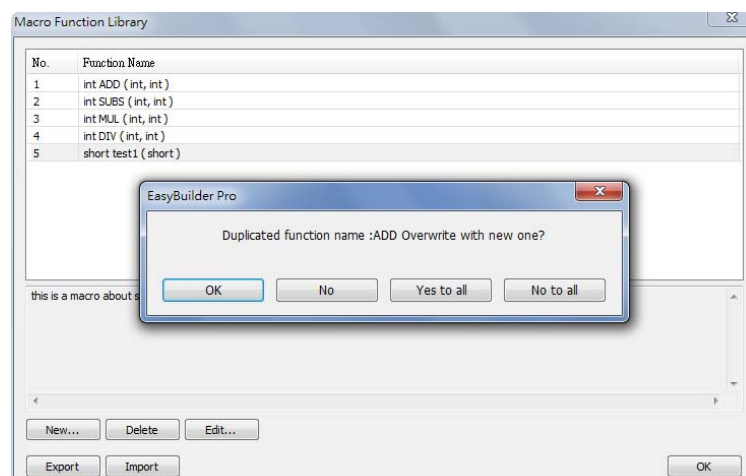 Macro Function Library
No. Function Name
1 int ADD ( int, int )
2 int SUBS ( int, int )
3 int MUL ( int, int )
4 int DIV ( int, int )
5 short test1 ( short )
EasyBuilder Pro
Duplicated function name :ADD Overwrite with new one?
OK No Yes to all No to all
this is a macro about s
New... Delete Edit...
Export Import OK